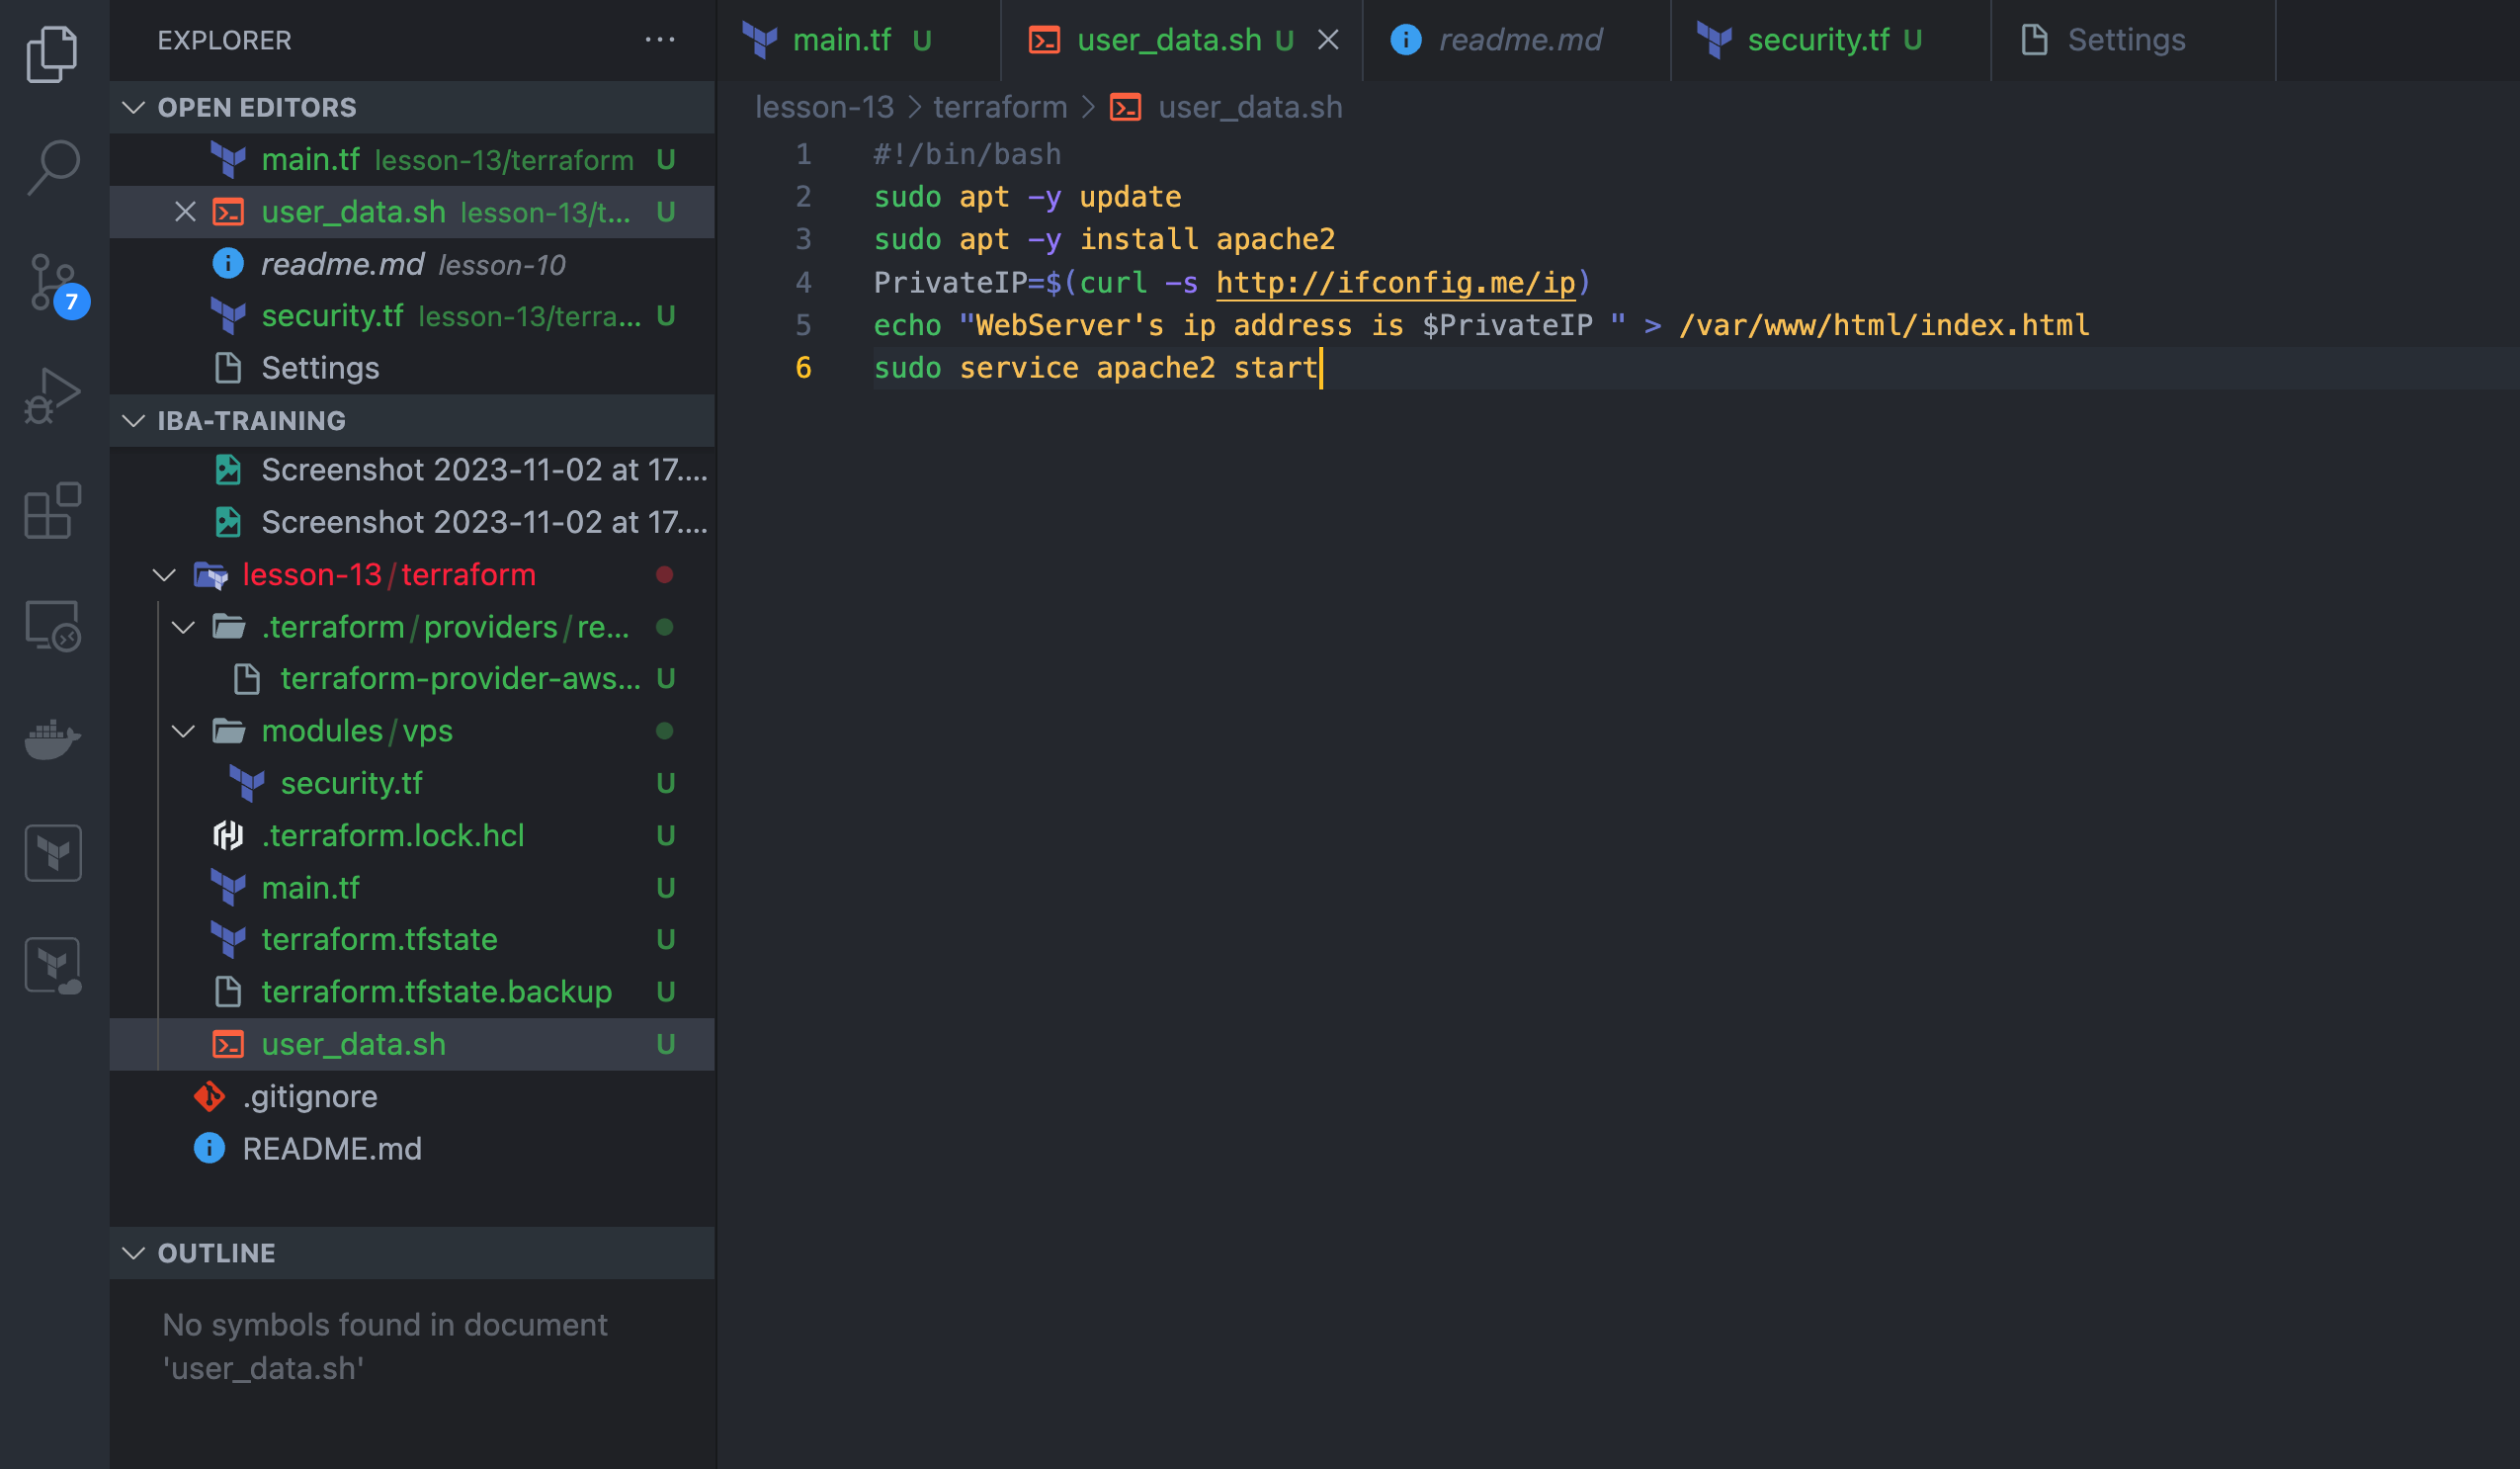 EXPLORER ...
OPEN EDITORS
main.tf lesson-13/terraform U
user_data.sh lesson-13/t... U
readme.md lesson-10
security.tf lesson-13/terra... U
Settings
IBA-TRAINING
Screenshot 2023-11-02 at 17....
Screenshot 2023-11-02 at 17....
lesson-13/terraform
.terraform/providers/re...
terraform-provider-aws... U
modules/vps
security.tf U
.terraform.lock.hcl U
main.tf U
terraform.tfstate U
terraform.tfstate.backup U
user_data.sh U
.gitignore
README.md
OUTLINE
No symbols found in document
'user_data.sh'
7
main.tf U user_data.sh U readme.md security.tf U Settings
lesson-13 > terraform > user_data.sh
1 #!/bin/bash
2 sudo apt -y update
3 sudo apt -y install apache2
4 PrivateIP=$(curl -s http://ifconfig.me/ip)
5 echo "WebServer's ip address is $PrivateIP " > /var/www/html/index.html
6 sudo service apache2 start